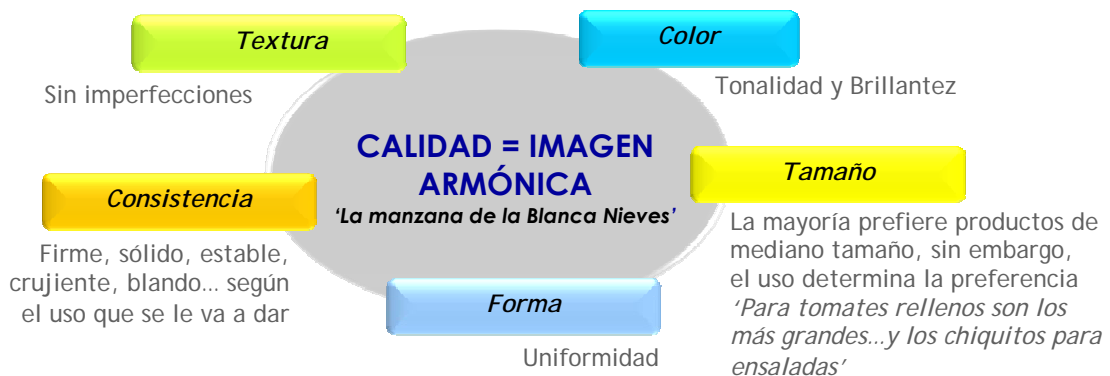 Textura
Sin imperfecciones
Color
Tonalidad y Brillantez
CALIDAD = IMAGEN
ARMÓNICA
‘La manzana de la Blanca Nieves’
Consistencia
Firme, sólido, estable,
crujiente, blando… según
el uso que se le va a dar
Tamaño
La mayoría prefiere productos de
mediano tamaño, sin embargo,
el uso determina la preferencia
‘Para tomates rellenos son los
más grandes…y los chiquitos para
ensaladas’
Forma
Uniformidad